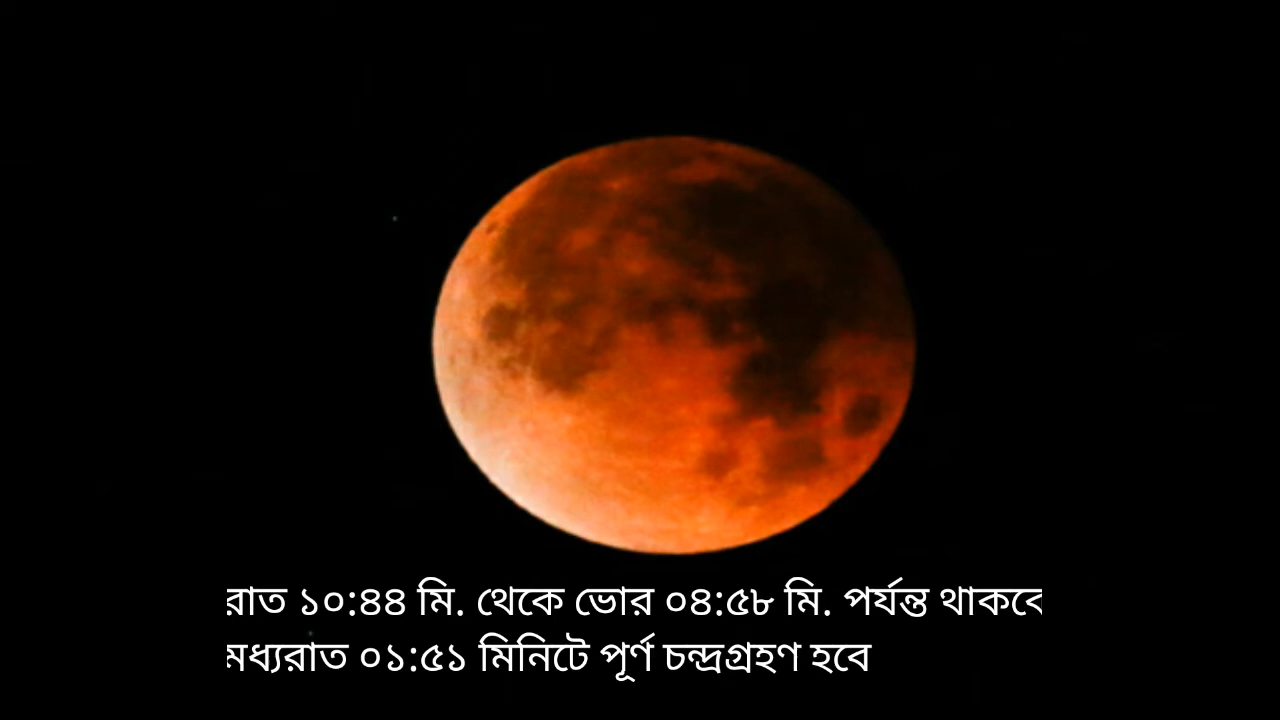 রাত ১০:৪৪ মি. থেকে ভোর ০৪:৫৮ মি. পর্যন্ত থাকবে
মধ্যরাত ০১:৫১ মিনিটে পূর্ণ চন্দ্রগ্রহণ হবে